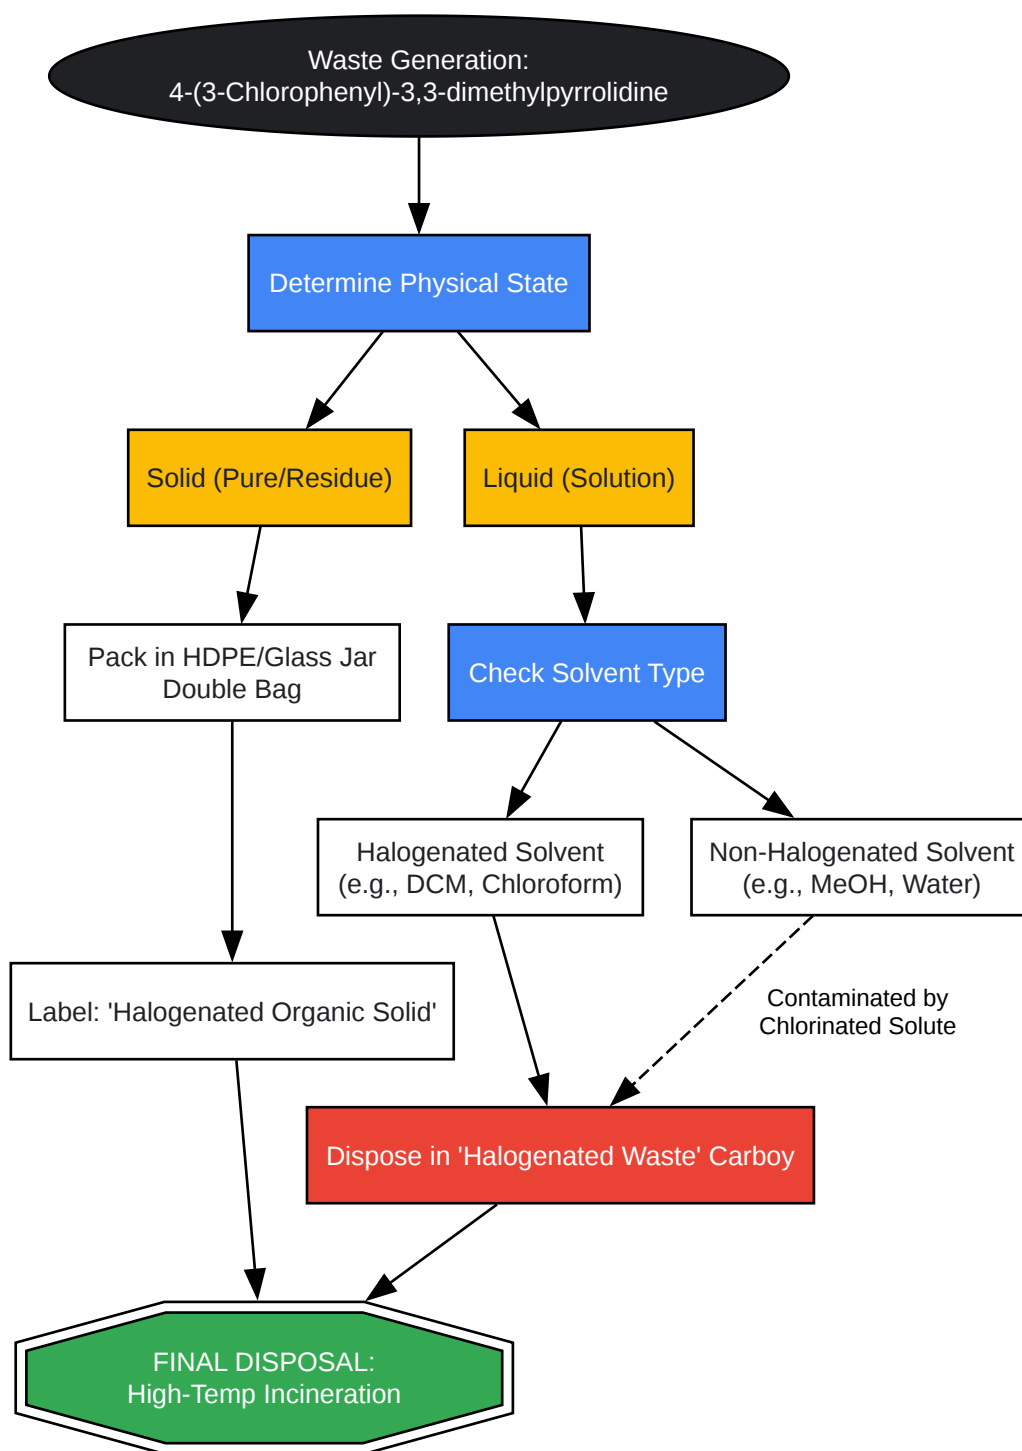 Waste Generation:
4-(3-Chlorophenyl)-3,3-dimethylpyrrolidine
Determine Physical State
Solid (Pure/Residue)
Liquid (Solution)
Pack in HDPE/Glass Jar
Double Bag
Check Solvent Type
Halogenated Solvent
(e.g., DCM, Chloroform)
Non-Halogenated Solvent
(e.g., MeOH, Water)
Label: 'Halogenated Organic Solid'
Contaminated by
Chlorinated Solute
Dispose in 'Halogenated Waste' Carboy
FINAL DISPOSAL:
High-Temp Incineration